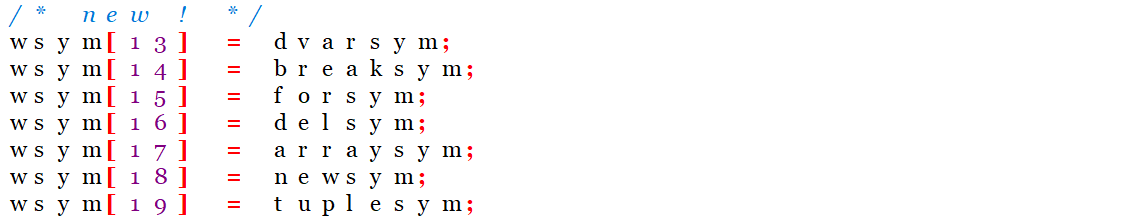 /* new! */
wsym[13] = dvarsym;
wsym[14] = breaksym;
wsym[15] = forsym;
wsym[16] = delsym;
wsym[17] = arraysym;
wsym[18] = newsym;
wsym[19] = tuplesym;